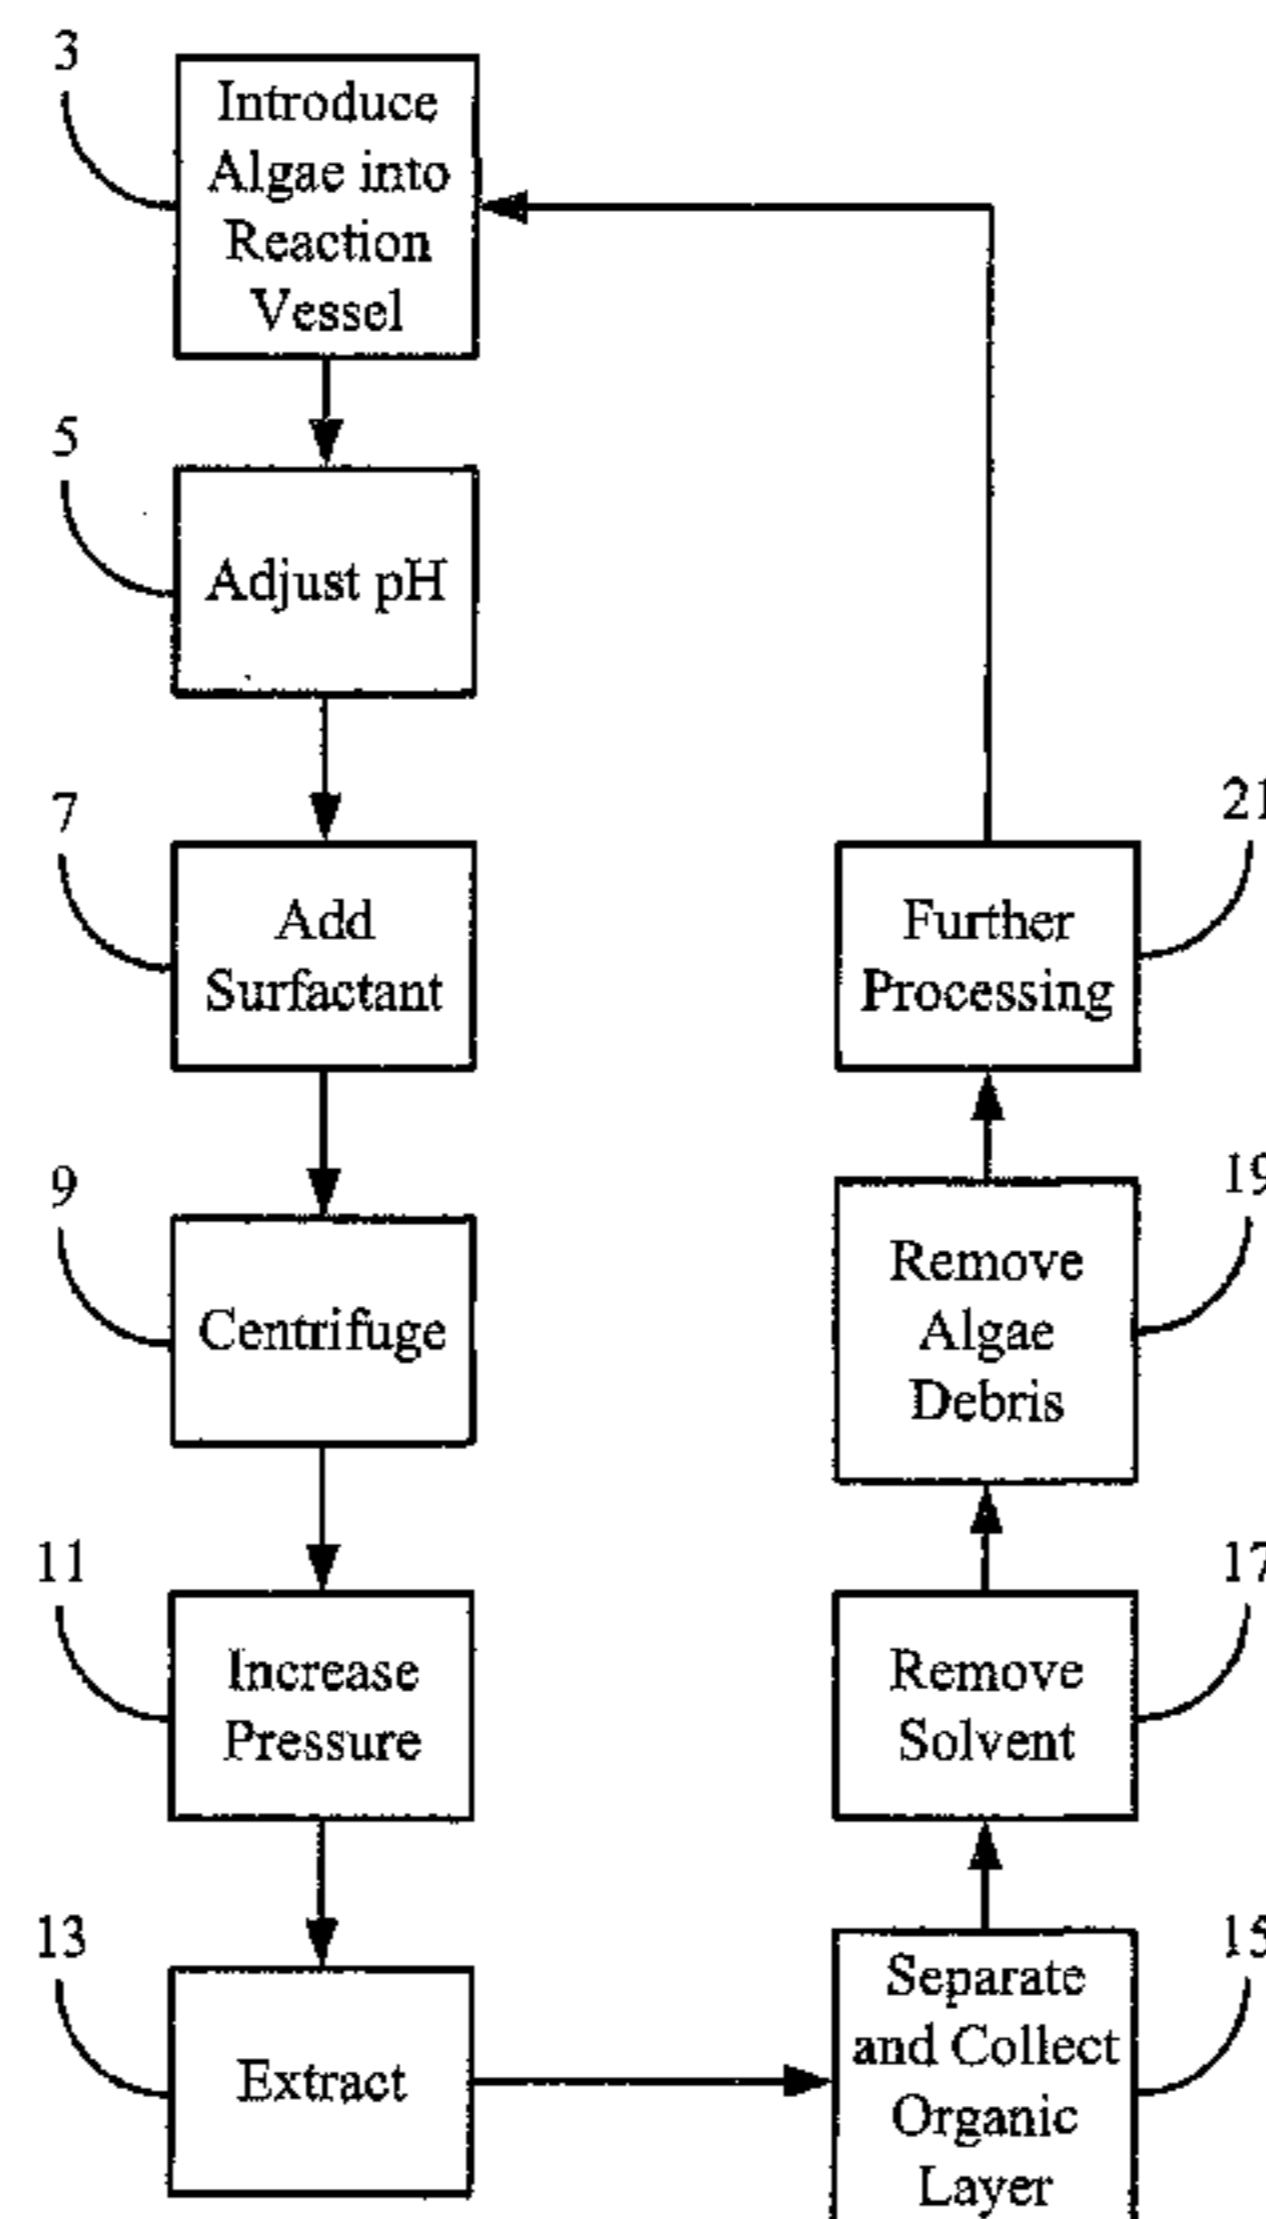 3
Introduce
Algae into
Reaction
Vessel
5
Adjust pH
7
Add
Surfactant
9
Centrifuge
11
Increase
Pressure
13
Extract
21
Further
Processing
19
Remove
Algae
Debris
17
Remove
Solvent
15
Separate
and Collect
Organic
Layer